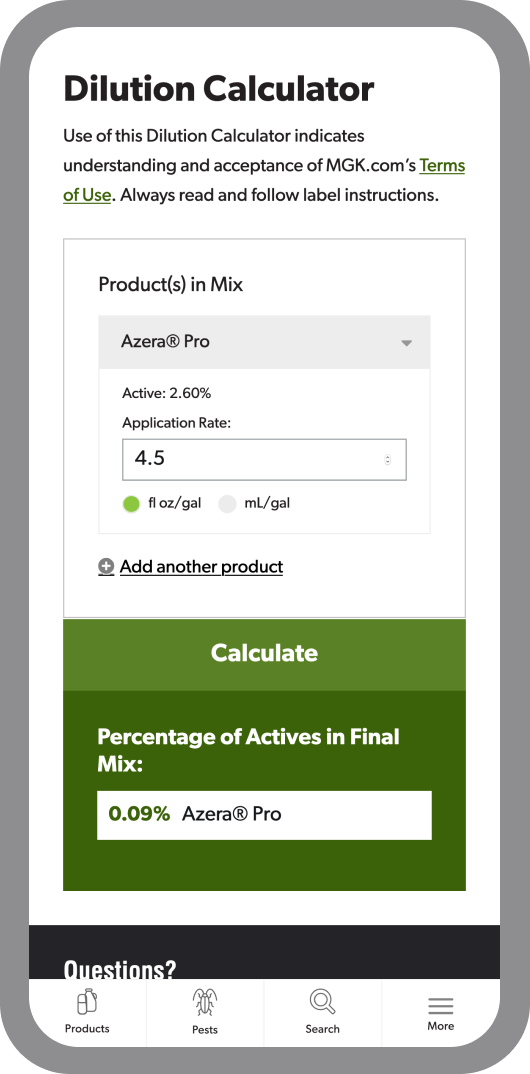 Dilution Calculator
Use of this Dilution Calculator indicates
understanding and acceptance of MGK.com’s Terms
of Use. Always read and follow label instructions.
Product(s) in Mix
Azera® Pro
Active: 2.60%
Application Rate:
4.5
fl oz/gal mL/gal
Add another product
Calculate
Percentage of Actives in Final
Mix:
0.09% Azera® Pro
Questions?
Products Pests Search More